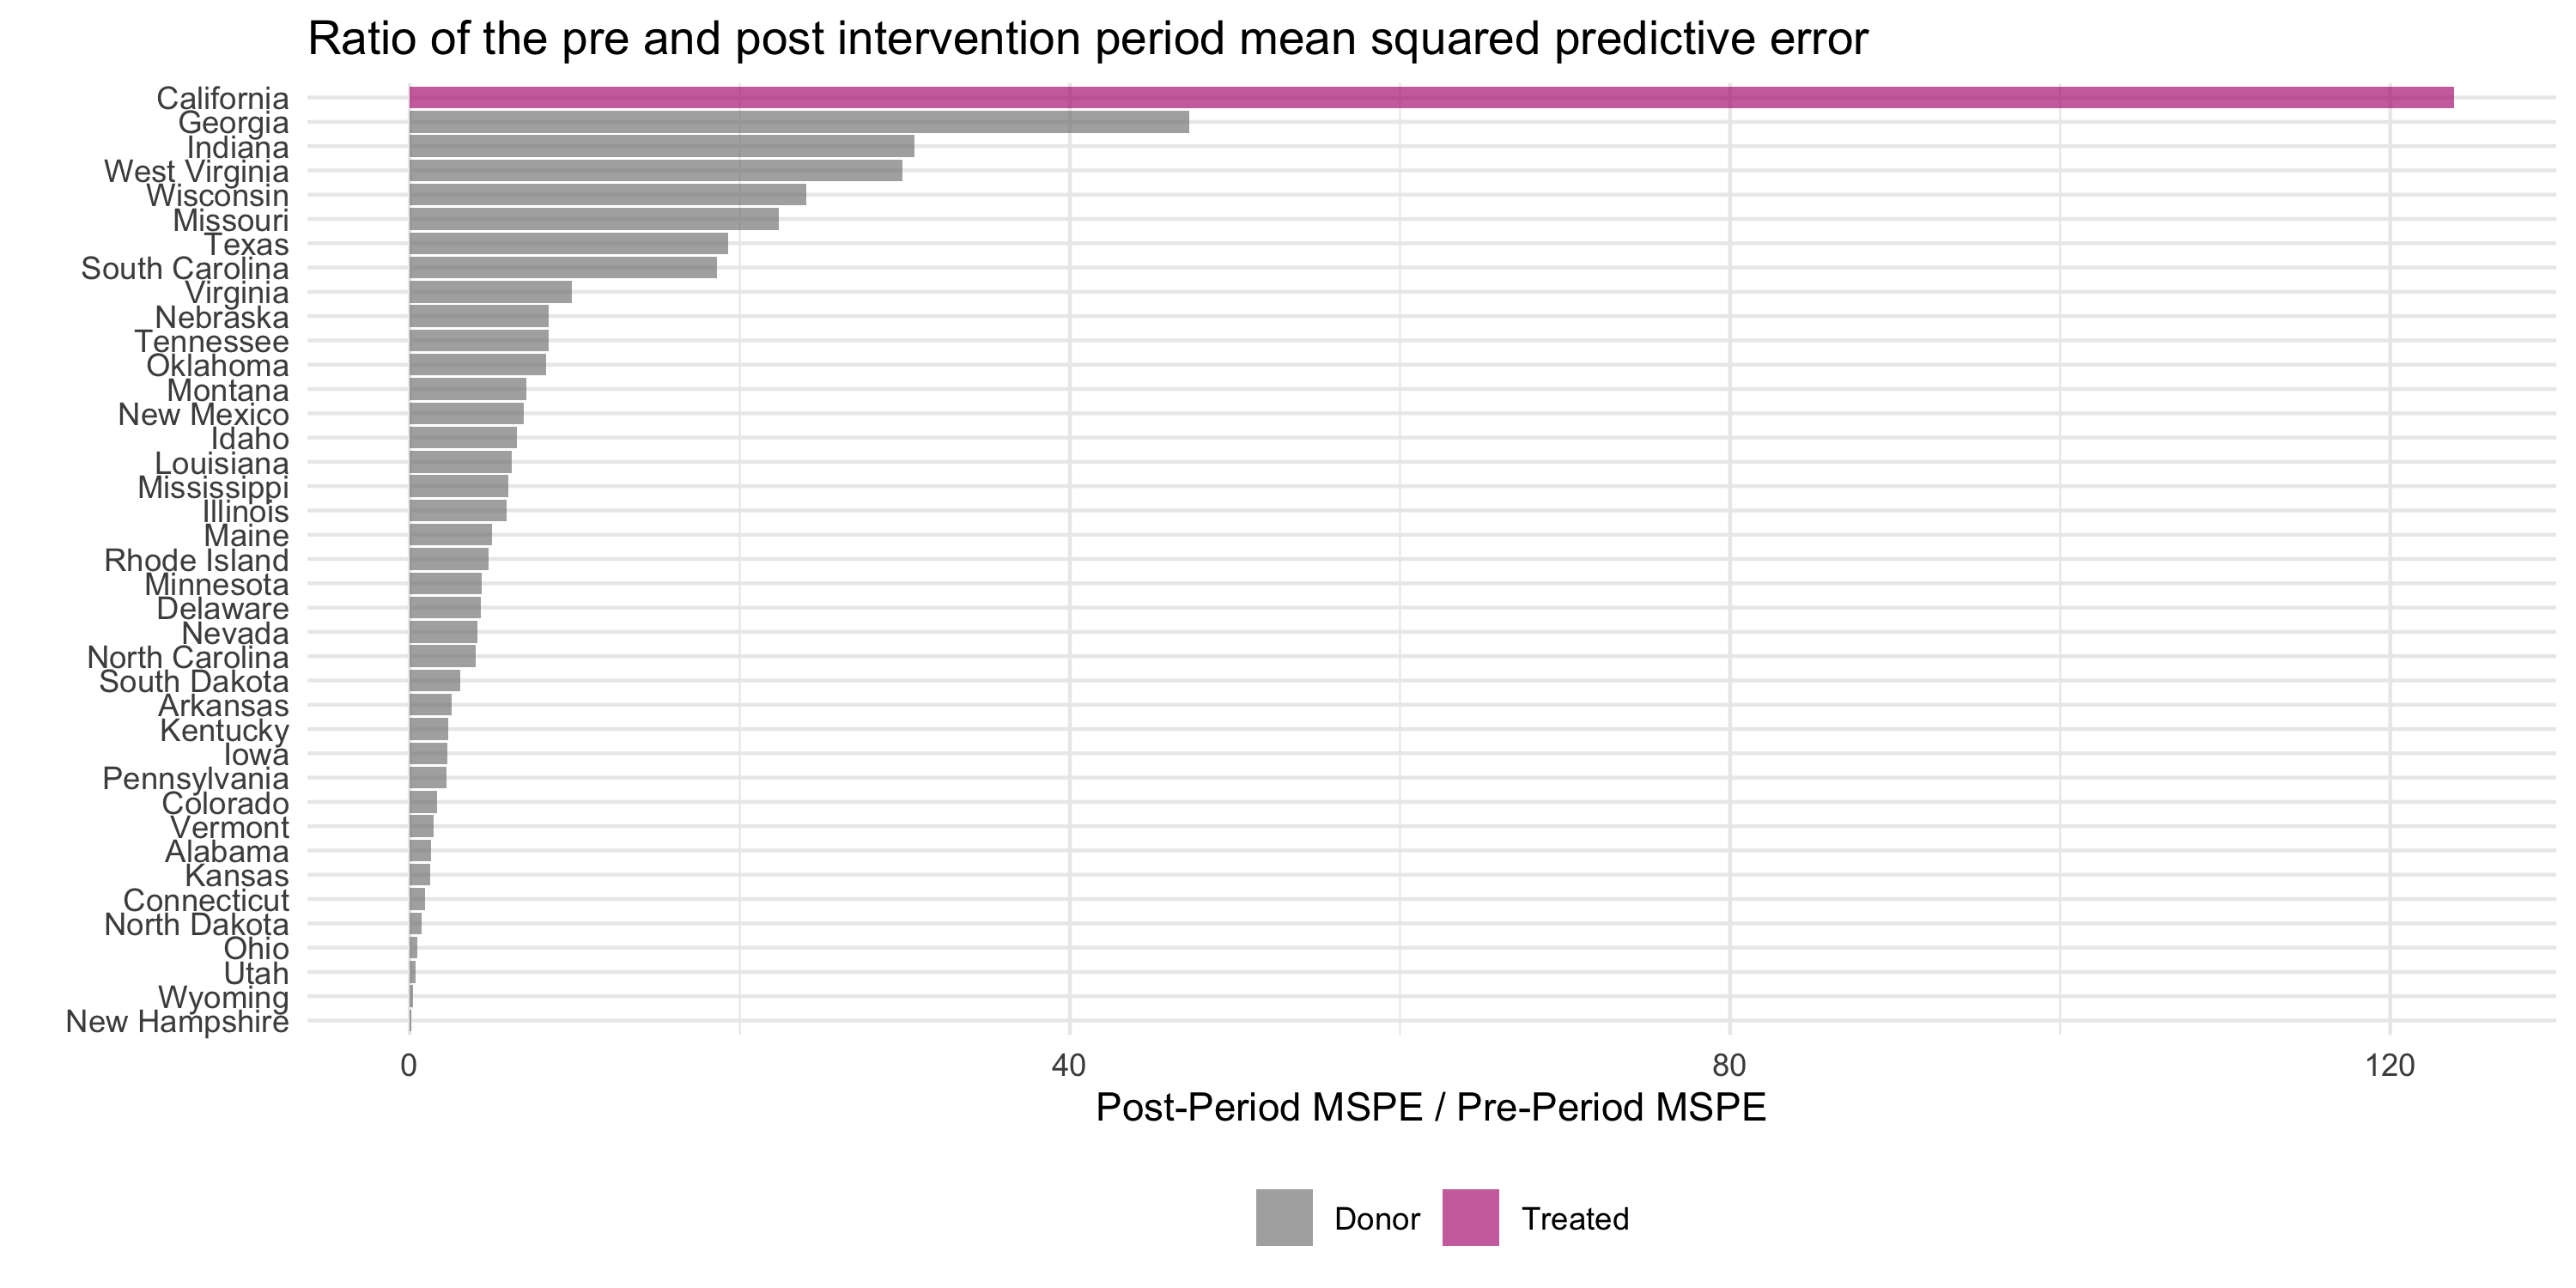 Ratio of the pre and post intervention period mean squared predictive error
California
Georgia
Indiana
West Virginia
Wisconsin
Missouri
Texas
South Carolina
Virginia
Nebraska
Tennessee
Oklahoma
Montana
New Mexico
Idaho
Louisiana
Mississippi
Illinois
Maine
Rhode Island
Minnesota
Delaware
Nevada
North Carolina
South Dakota
Arkansas
Kentucky
Iowa
Pennsylvania
Colorado
Vermont
Alabama
Kansas
Connecticut
North Dakota
Ohio
Utah
Wyoming
New Hampshire
0 40 80 120
Post-Period MSPE / Pre-Period MSPE
Donor Treated